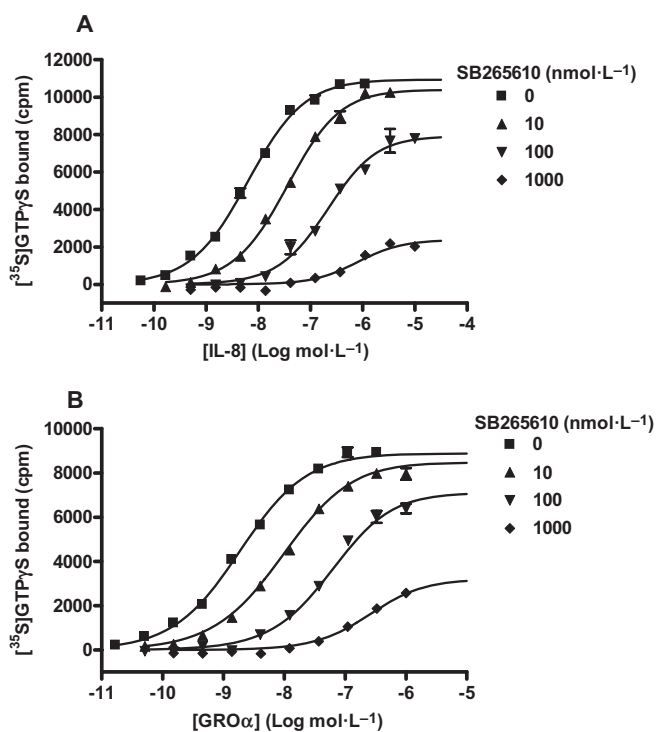 A
12000
10000
8000
6000
4000
2000
0
[³⁵S]GTPγS bound (cpm)
-11 -10 -9 -8 -7 -6 -5 -4
[IL-8] (Log mol·L⁻¹)
SB265610 (nmol·L⁻¹)
0
10
100
1000
B
10000
8000
6000
4000
2000
0
[³⁵S]GTPγS bound (cpm)
-11 -10 -9 -8 -7 -6 -5
[GROα] (Log mol·L⁻¹)
SB265610 (nmol·L⁻¹)
0
10
100
1000